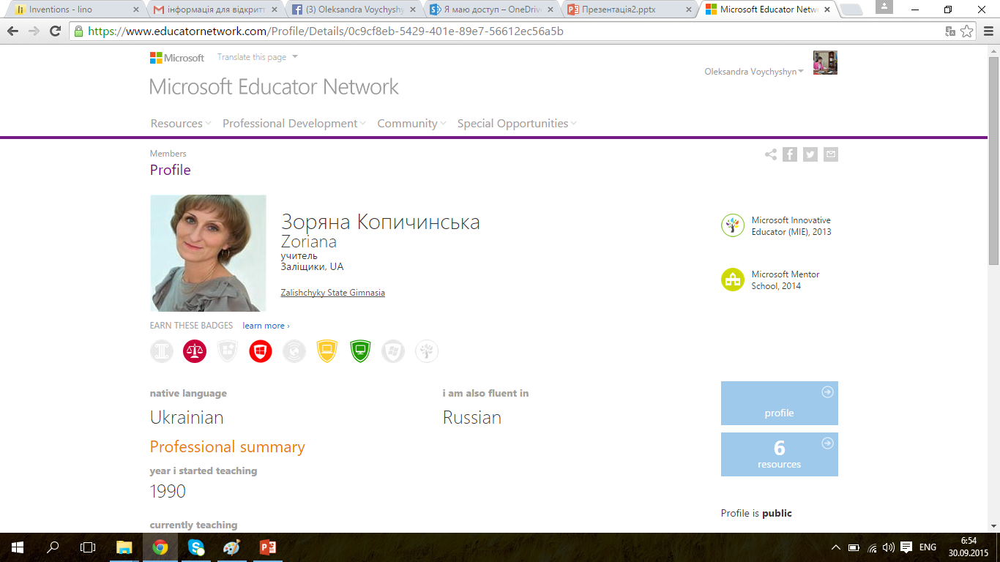 Inventions - lino
інформація для відкритт
(3) Oleksandra Voychyshy
Я маю доступ – OneDrive
Презентація2.pptx
Microsoft Educator Netw
https://www.educatornetwork.com/Profile/Details/0c9cf8eb-5429-401e-89e7-56612ec56a5b
Microsoft
Translate this page
Oleksandra Voychyshyn
Microsoft Educator Network
Resources
Professional Development
Community
Special Opportunities
Members
Profile
Зоряна Копичинська
Zoriana
учитель
Заліщики, UA
Zalishchyky State Gimnasia
Microsoft Innovative
Educator (MIE), 2013
Microsoft Mentor
School, 2014
EARN THESE BADGES learn more ›
native language
Ukrainian
i am also fluent in
Russian
Professional summary
year i started teaching
1990
currently teaching
profile
6
resources
Profile is public
ENG
6:54
30.09.2015